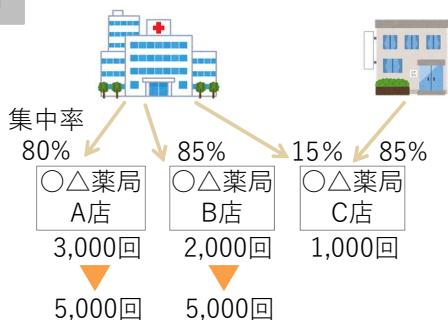 集中率
80% 85% 15% 85%
○△薬局 ○△薬局 ○△薬局
A店 B店 C店
3,000回 2,000回 1,000回
5,000回 5,000回